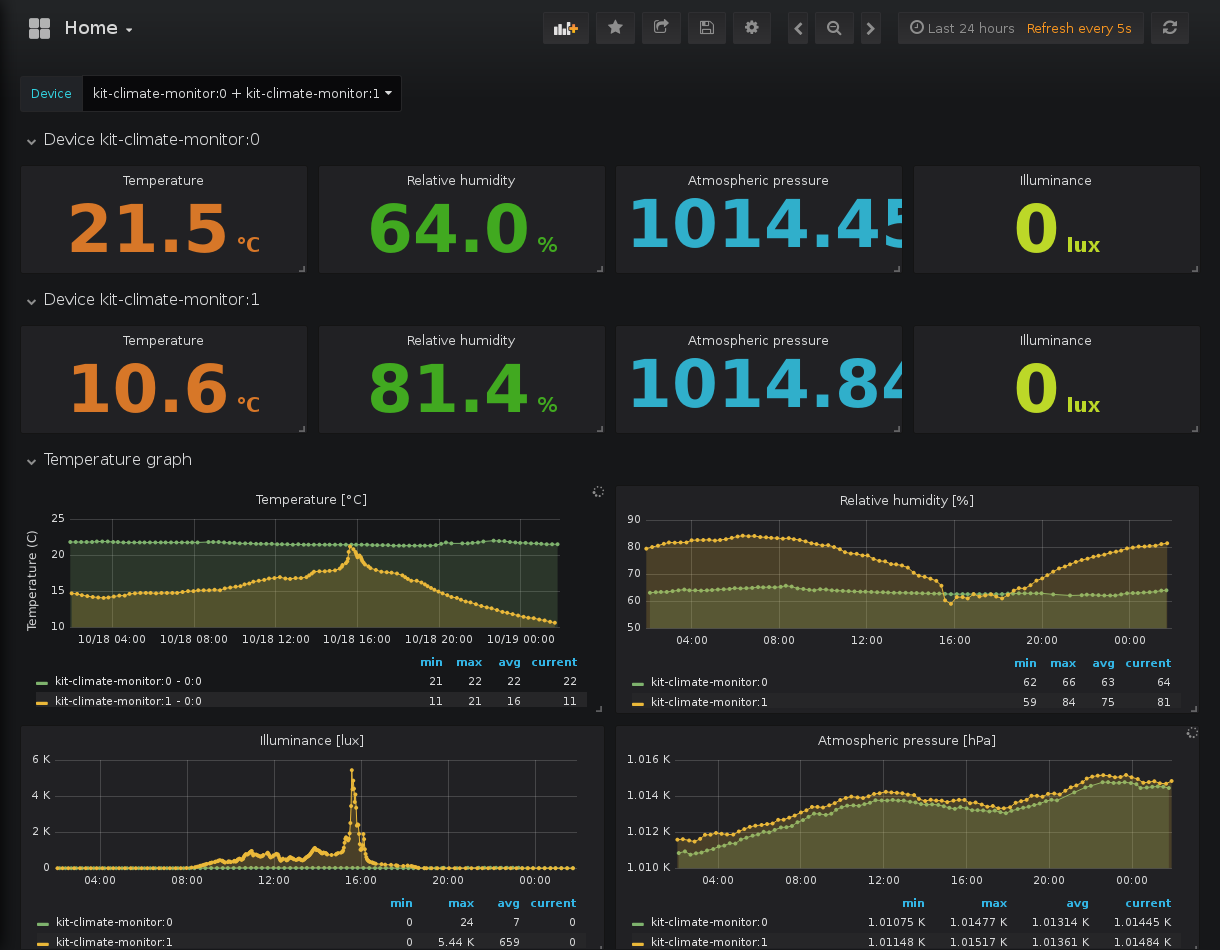 Home
Last 24 hours Refresh every 5s
Device kit-climate-monitor:0 + kit-climate-monitor:1
Device kit-climate-monitor:0
Temperature Relative humidity Atmospheric pressure Illuminance
21.5 °C 64.0 % 1014.45 0 lux
Device kit-climate-monitor:1
Temperature Relative humidity Atmospheric pressure Illuminance
10.6 °C 81.4 % 1014.84 0 lux
Temperature graph
Temperature [°C]
Temperature (C)
25
20
15
10
10/18 04:00 10/18 08:00 10/18 12:00 10/18 16:00 10/18 20:00 10/19 00:00
min max avg current
kit-climate-monitor:0 - 0:0 21 22 22 22
kit-climate-monitor:1 - 0:0 11 21 16 11
Relative humidity [%]
90
80
70
60
50
04:00 08:00 12:00 16:00 20:00 00:00
min max avg current
kit-climate-monitor:0 62 66 63 64
kit-climate-monitor:1 59 84 75 81
Illuminance [lux]
6 K
4 K
2 K
0
04:00 08:00 12:00 16:00 20:00 00:00
min max avg current
kit-climate-monitor:0 0 24 7 0
kit-climate-monitor:1 0 5.44 K 659 0
Atmospheric pressure [hPa]
1.016 K
1.014 K
1.012 K
1.010 K
04:00 08:00 12:00 16:00 20:00 00:00
min max avg current
kit-climate-monitor:0 1.01075 K 1.01477 K 1.01314 K 1.01445 K
kit-climate-monitor:1 1.01148 K 1.01517 K 1.01361 K 1.01484 K